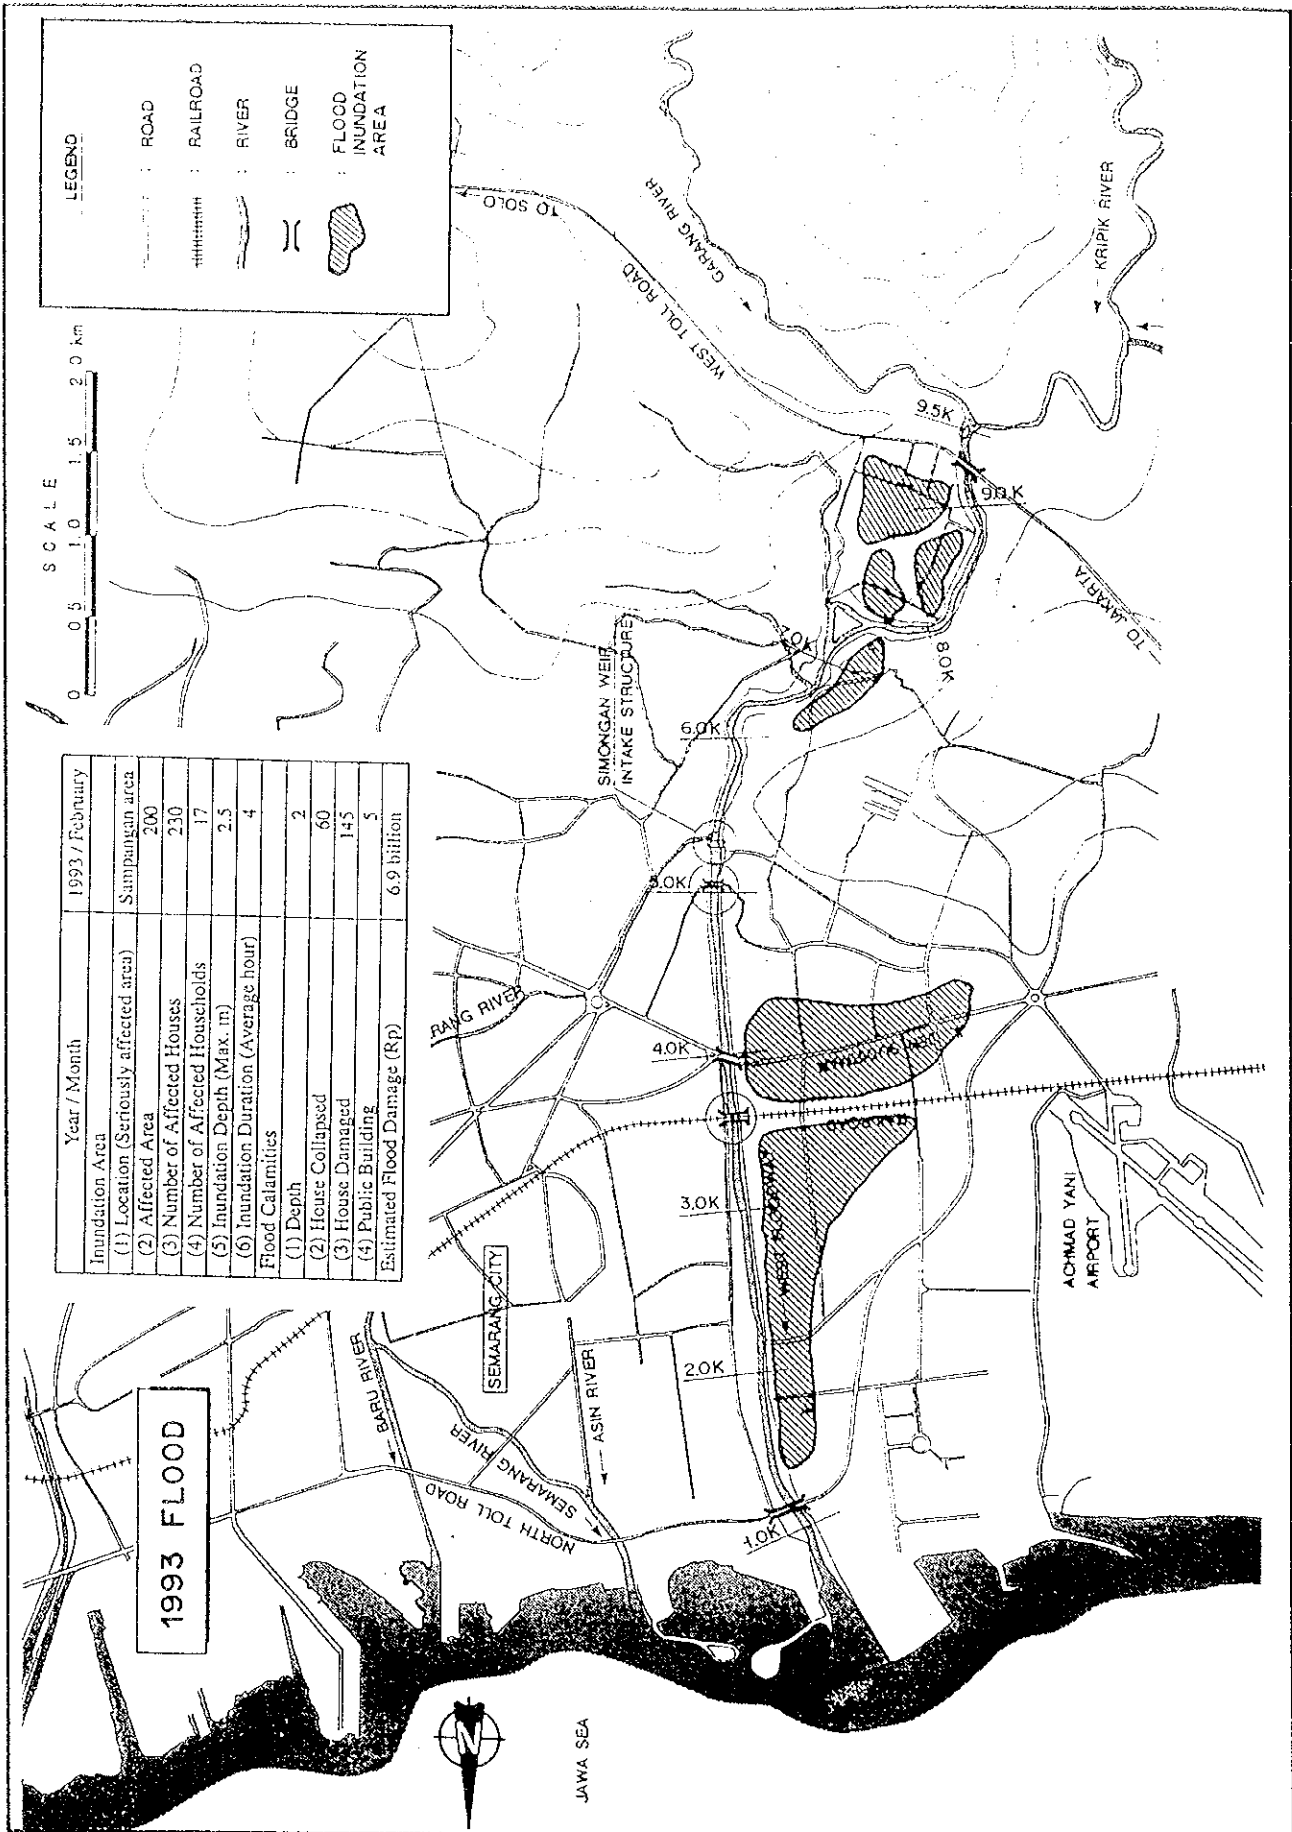 1993 FLOOD
Year / Month 1993 / February
Inundation Area
(1) Location (Seriously affected area) Sampangan area
(2) Affected Area 200
(3) Number of Affected Houses 230
(4) Number of Affected Households 17
(5) Inundation Depth (Max. m) 2.5
(6) Inundation Duration (Average hour) 4
Flood Calamities
(1) Depth 2
(2) House Collapsed 60
(3) House Damaged 145
(4) Public Building 5
Estimated Flood Damage (Rp) 6.9 billion
SCALE
0 0.5 1.0 1.5 2.0 km
LEGEND
: ROAD
: RAILROAD
: RIVER
: BRIDGE
: FLOOD
INUNDATION
AREA
N
JAWA SEA
BARU RIVER
SEMARANG RIVER
NORTH TOLL ROAD
ASIN RIVER
SEMARANG CITY
RANG RIVER
SIMONGAN WEIR
INTAKE STRUCTURE
WEST TOLL ROAD
TO SOLO
GARANG RIVER
KRIPIK RIVER
TO JAKARTA
1.0K
2.0K
3.0K
4.0K
5.0K
6.0K
7.0K
8.0K
9.0K
9.5K
WEST FLOODWAY
RAILROAD
ACHMAD YANI
AIRPORT